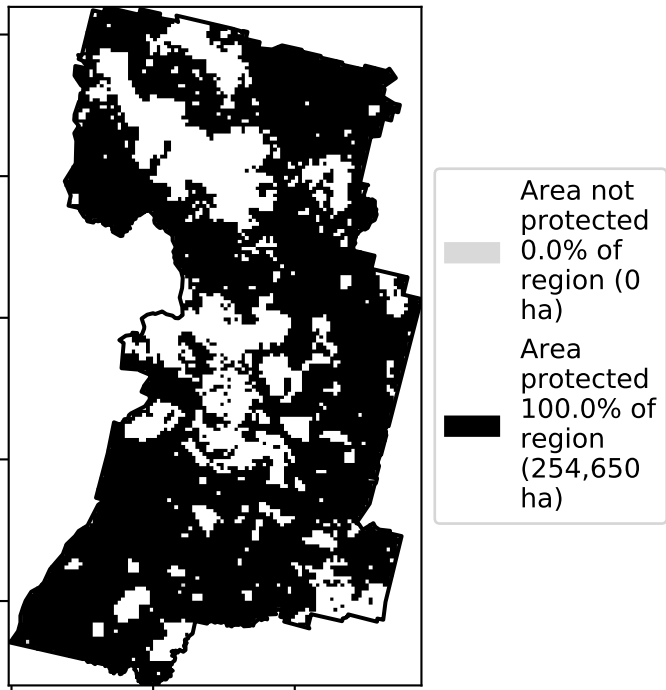 Area not
protected
0.0% of
region (0
ha)
Area
protected
100.0% of
region
(254,650
ha)